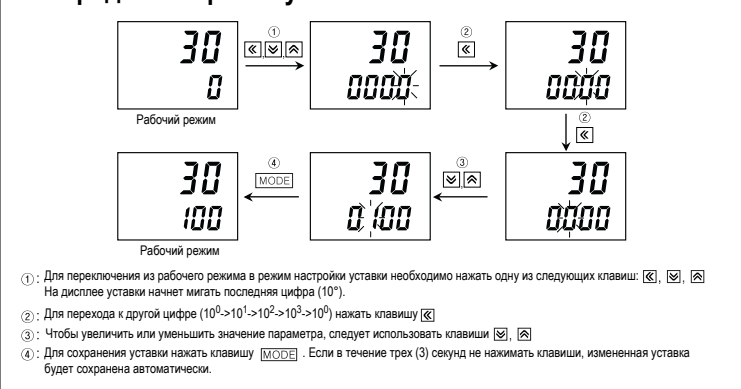 ① ② 
30 «, ˅, ˄ 30 « 30
0 0000 0000
Рабочий режим ②
«
④ ③
30 MODE 30 ˅, ˄ 30
100 0100 0000
Рабочий режим
① : Для переключения из рабочего режима в режим настройки уставки необходимо нажать одну из следующих клавиш: «, ˅, ˄
На дисплее уставки начнет мигать последняя цифра (10°).
② : Для перехода к другой цифре (10⁰->10¹->10²->10³->10⁰) нажать клавишу «
③ : Чтобы увеличить или уменьшить значение параметра, следует использовать клавиши ˅, ˄
④ : Для сохранения уставки нажать клавишу MODE . Если в течение трех (3) секунд не нажимать клавиши, измененная уставка
будет сохранена автоматически.